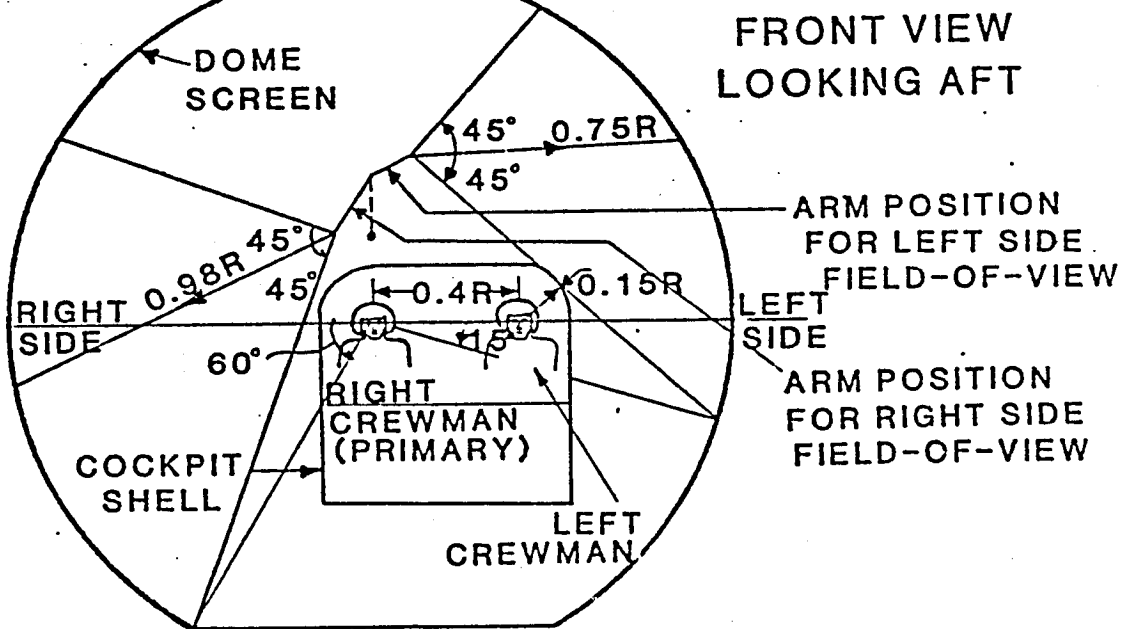 FRONT VIEW
LOOKING AFT
DOME
SCREEN
45° 0.75R
45°
ARM POSITION
FOR LEFT SIDE
FIELD-OF-VIEW
45°
0.98R
45°
0.4R
0.15R
RIGHT
SIDE
LEFT
SIDE
60°
15
RIGHT
CREWMAN
(PRIMARY)
ARM POSITION
FOR RIGHT SIDE
FIELD-OF-VIEW
COCKPIT
SHELL
LEFT
CREWMAN